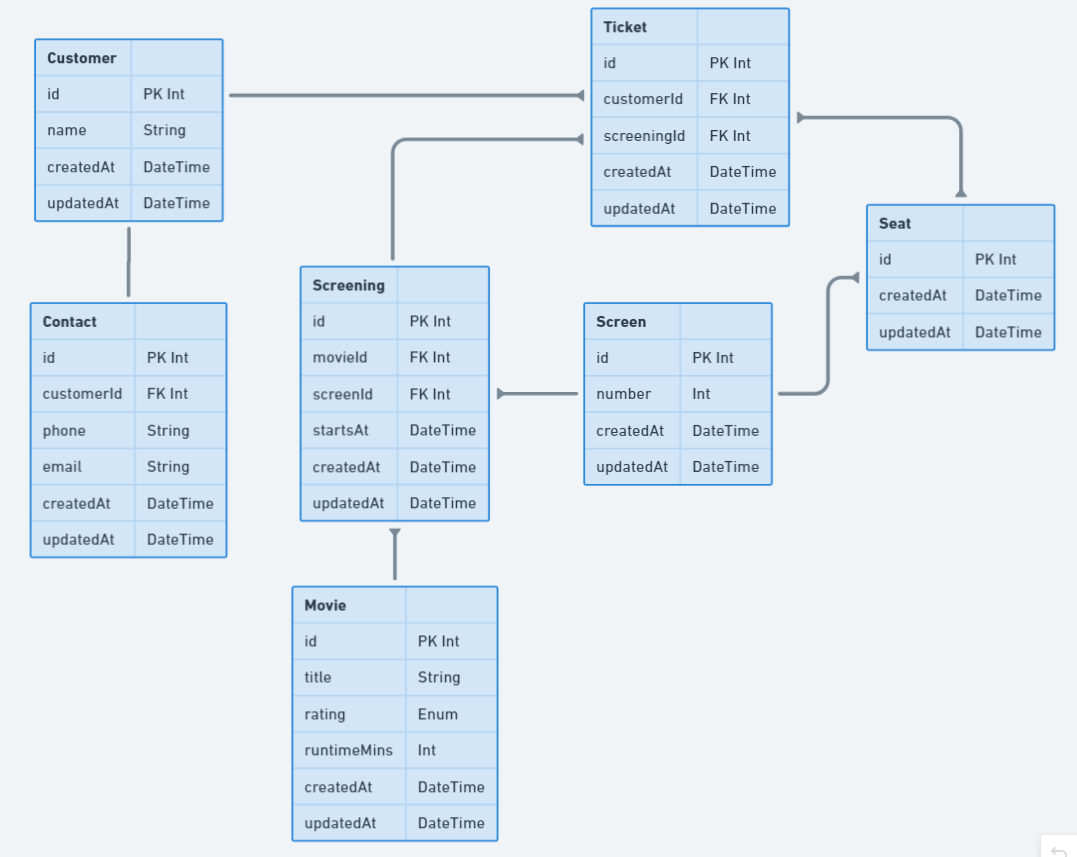 Customer
id PK Int
name String
createdAt DateTime
updatedAt DateTime
Ticket
id PK Int
customerId FK Int
screeningId FK Int
createdAt DateTime
updatedAt DateTime
Seat
id PK Int
createdAt DateTime
updatedAt DateTime
Contact
id PK Int
customerId FK Int
phone String
email String
createdAt DateTime
updatedAt DateTime
Screening
id PK Int
movieId FK Int
screenId FK Int
startsAt DateTime
createdAt DateTime
updatedAt DateTime
Screen
id PK Int
number Int
createdAt DateTime
updatedAt DateTime
Movie
id PK Int
title String
rating Enum
runtimeMins Int
createdAt DateTime
updatedAt DateTime